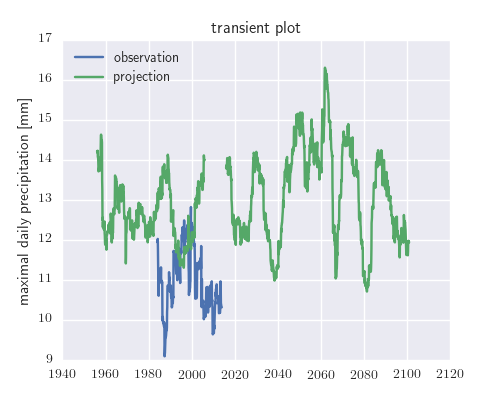 transient plot
observation
projection
maximal daily precipitation [mm]
17
16
15
14
13
12
11
10
9
1940 1960 1980 2000 2020 2040 2060 2080 2100 2120